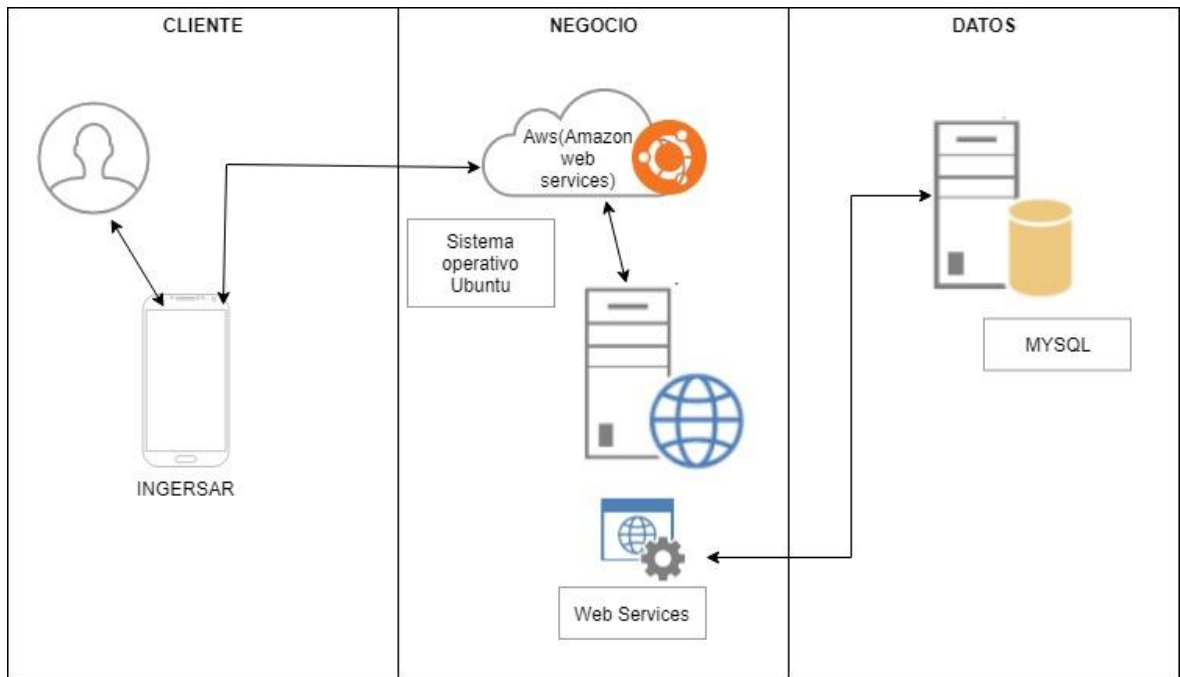 CLIENTE
NEGOCIO
DATOS
Aws(Amazon
web
services)
Sistema
operativo
Ubuntu
MYSQL
INGERSAR
Web Services